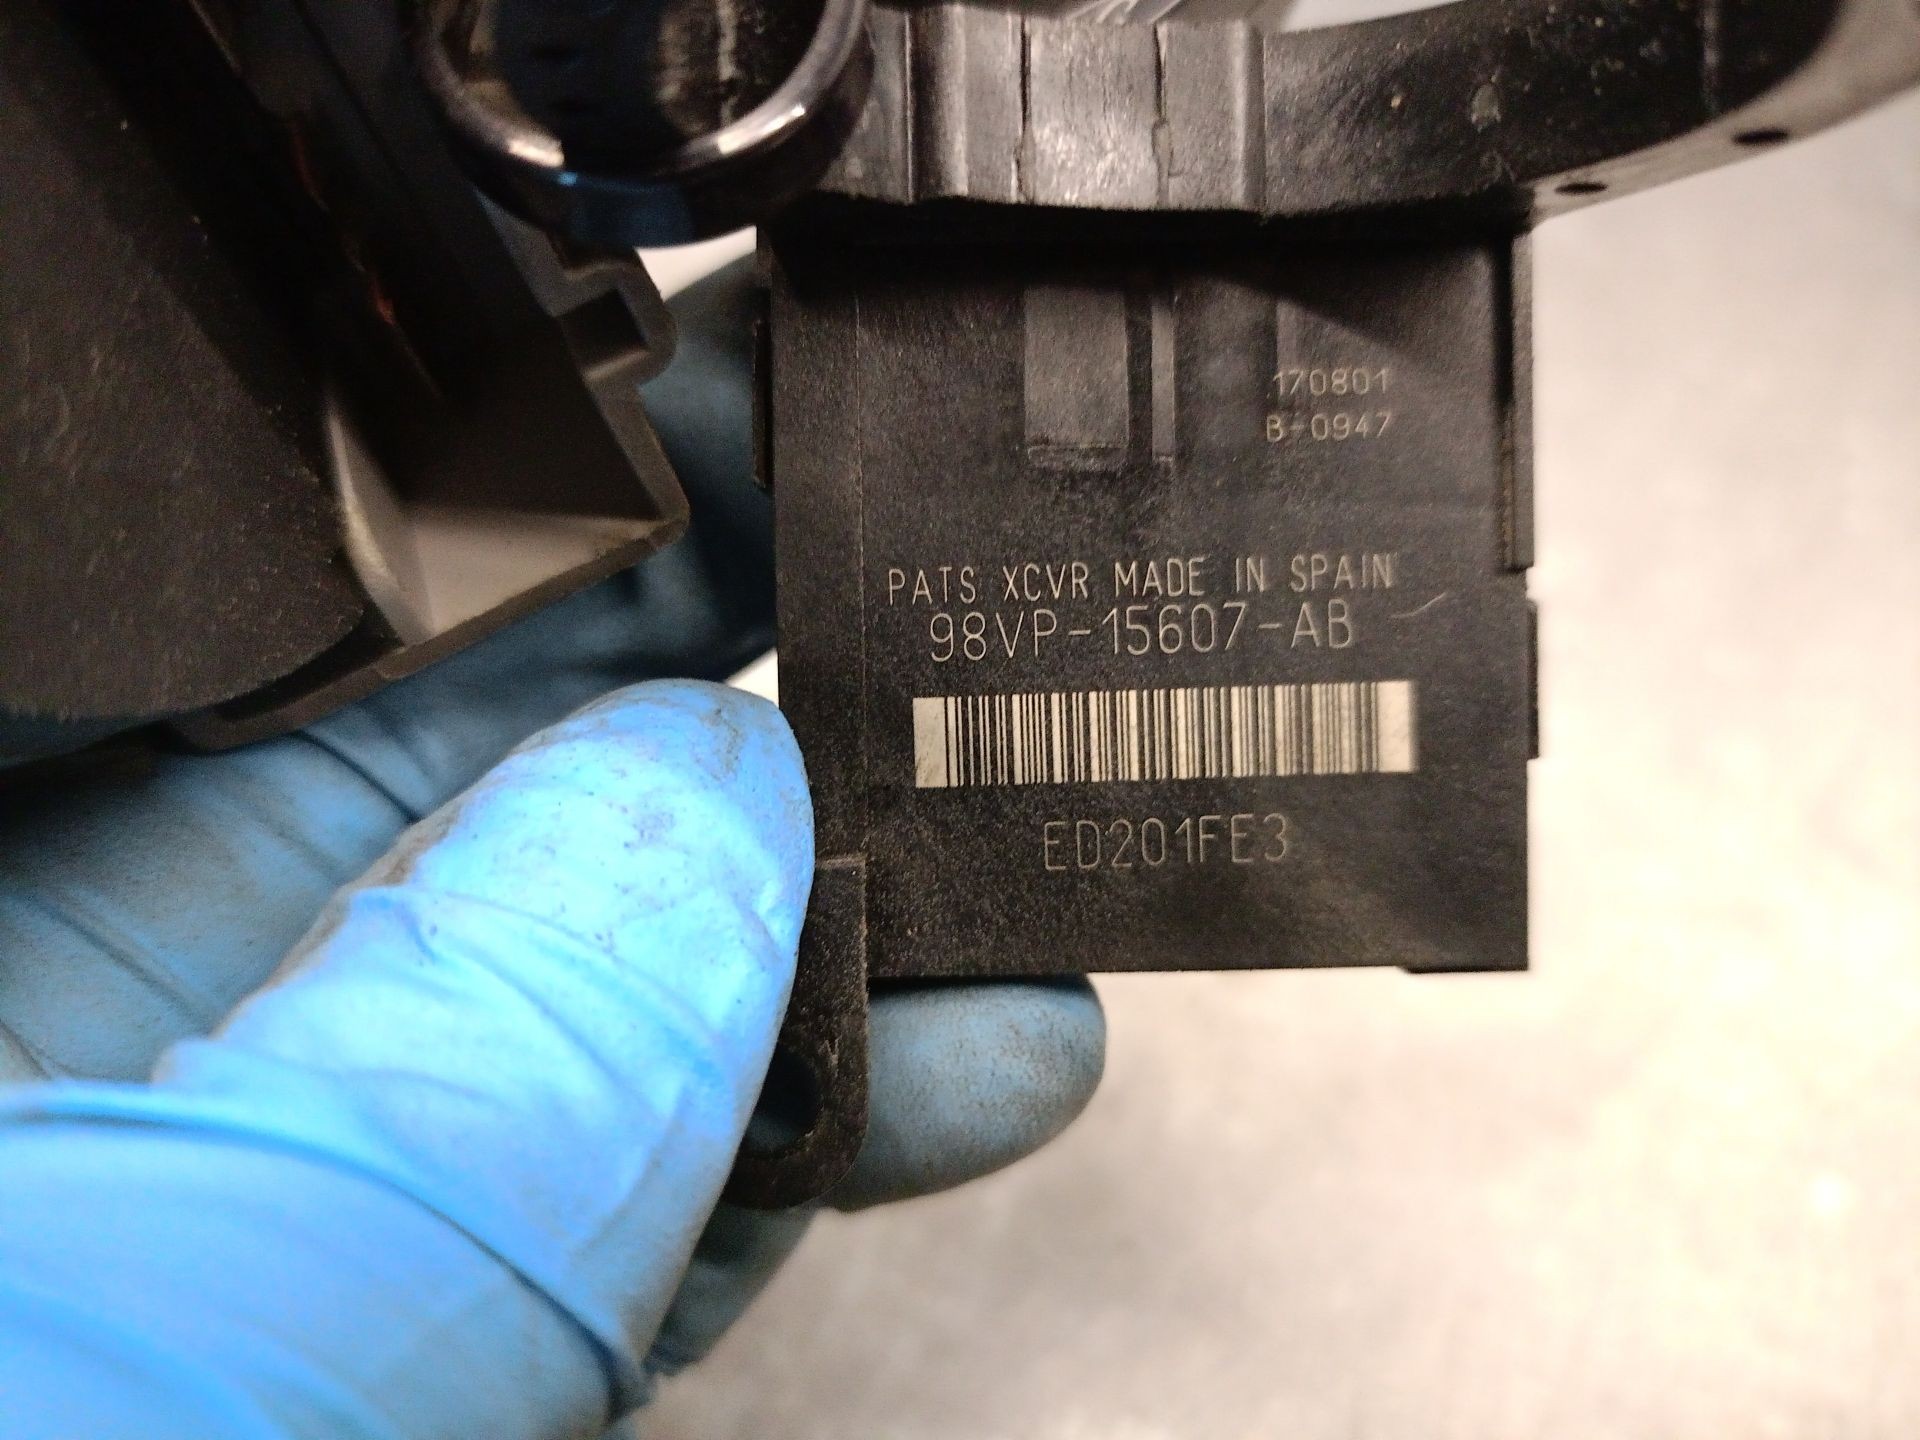 170801
B-0947
PATS XCVR MADE IN SPAIN
98VP-15607-AB
ED201FE3